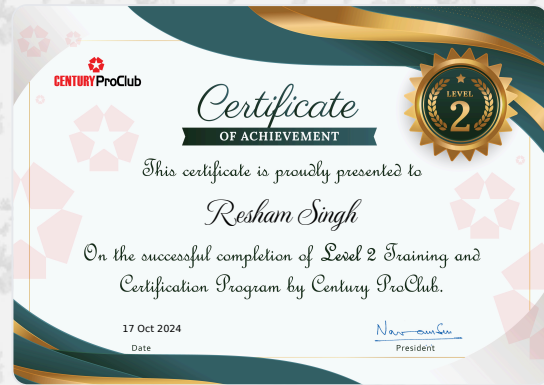 CENTURY ProClub
Certificate
OF ACHIEVEMENT
LEVEL
2
This certificate is proudly presented to
Resham Singh
On the successful completion of Level 2 Training and
Certification Program by Century ProClub.
17 Oct 2024
Date
President